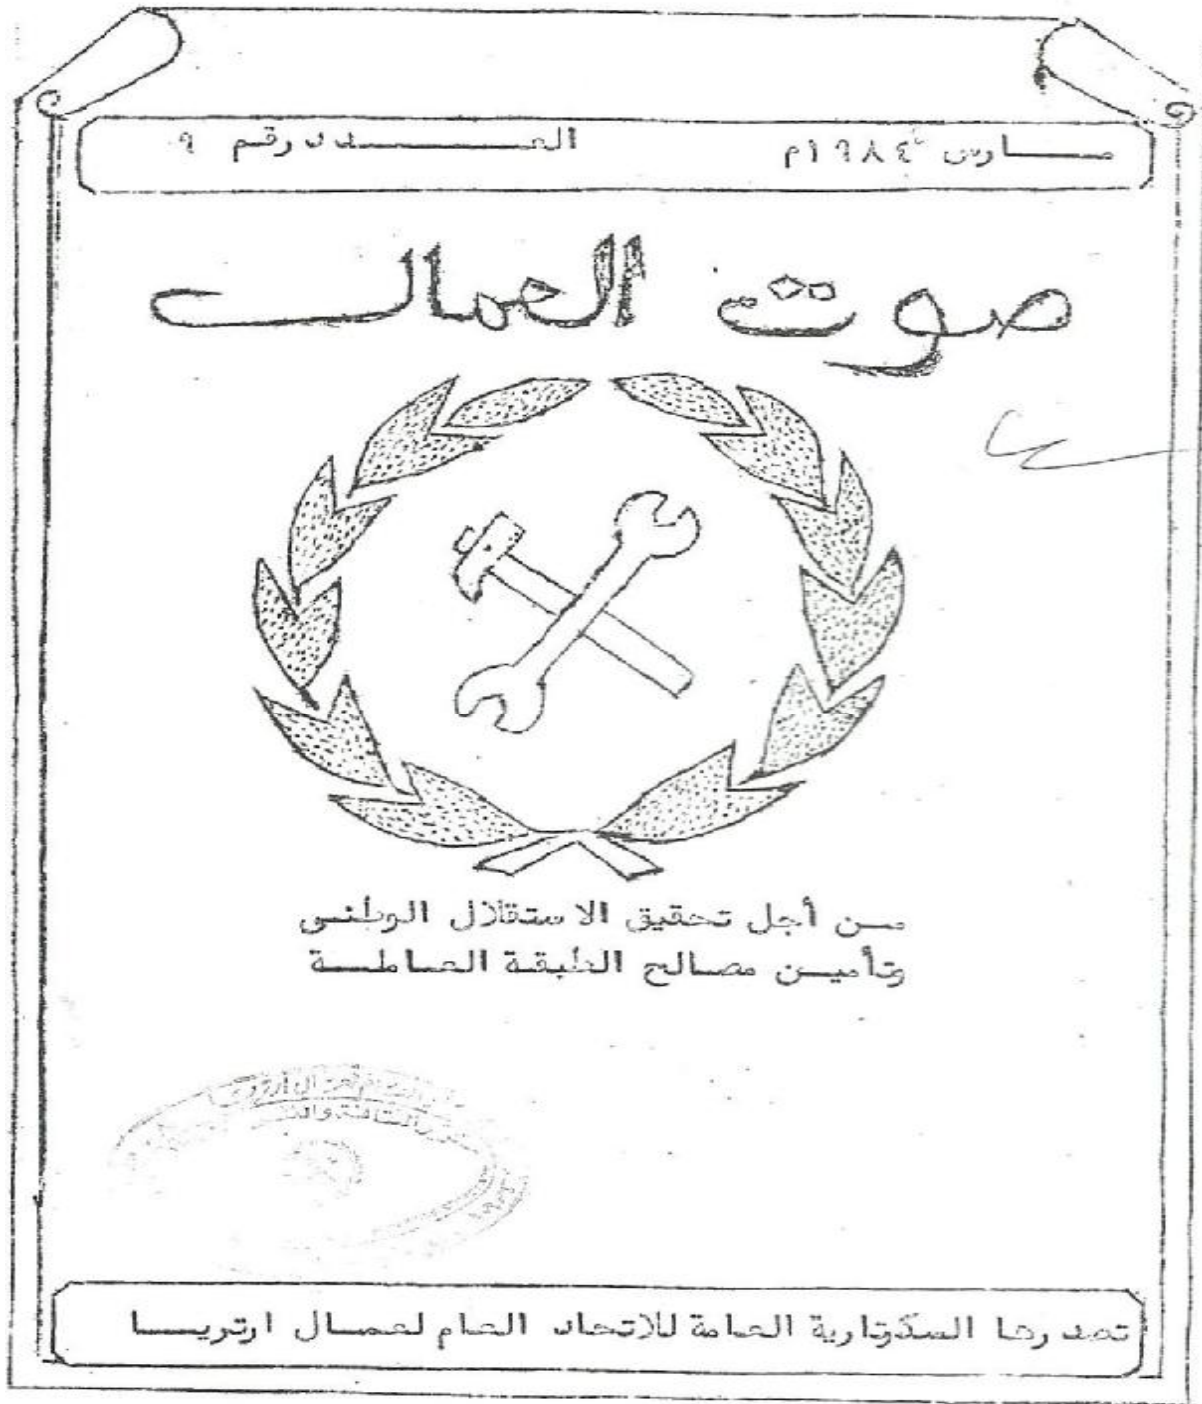 مارس ١٩٨٤م العدد رقم ٩
صوت العمال
من أجل تحقيق الاستقلال الوطنى
وتأمين مصالح الطبقة العاملة
تصدرها السكرتارية العامة للاتحاد العام لعمال ارتريا